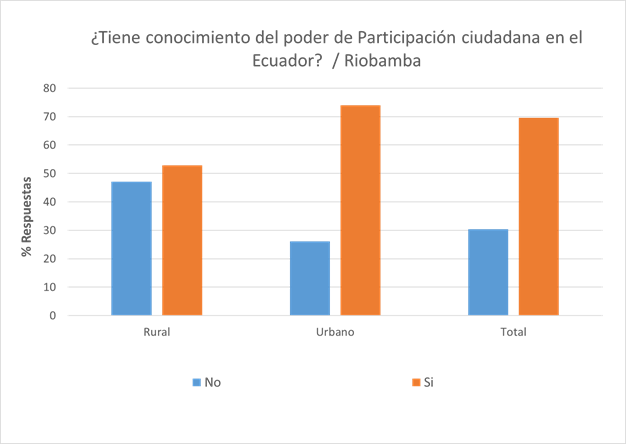 ¿Tiene conocimiento del poder de Participación ciudadana en el
Ecuador?  / Riobamba
80
70
60
50
40
30
20
10
0
% Respuestas
Rural
Urbano
Total
No
Si